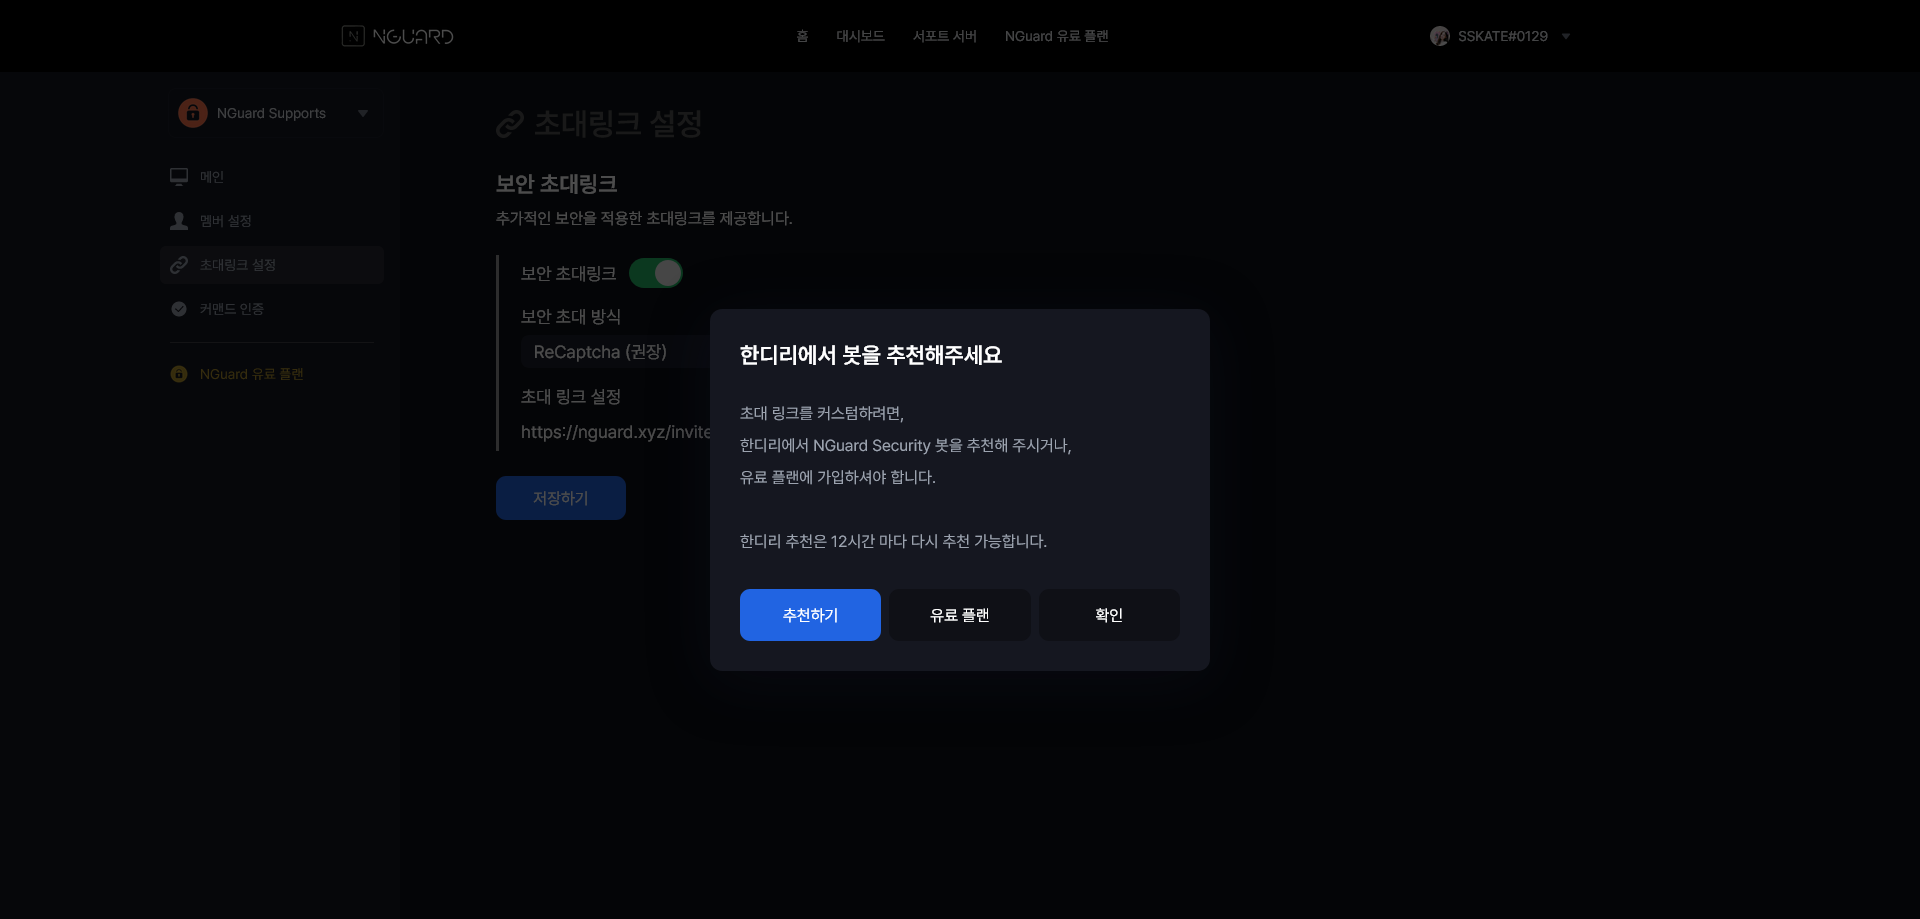 N NGUARD
홈
대시보드
서포트 서버
NGuard 유료 플랜
SSKATE#0129
NGuard Supports
메인
멤버 설정
초대링크 설정
커맨드 인증
NGuard 유료 플랜
초대링크 설정
보안 초대링크
추가적인 보안을 적용한 초대링크를 제공합니다.
보안 초대링크
보안 초대 방식
ReCaptcha (권장)
초대 링크 설정
https://nguard.xyz/invite
저장하기
한디리에서 봇을 추천해주세요
초대 링크를 커스텀하려면,
한디리에서 NGuard Security 봇을 추천해 주시거나,
유료 플랜에 가입하셔야 합니다.
한디리 추천은 12시간 마다 다시 추천 가능합니다.
추천하기
유료 플랜
확인